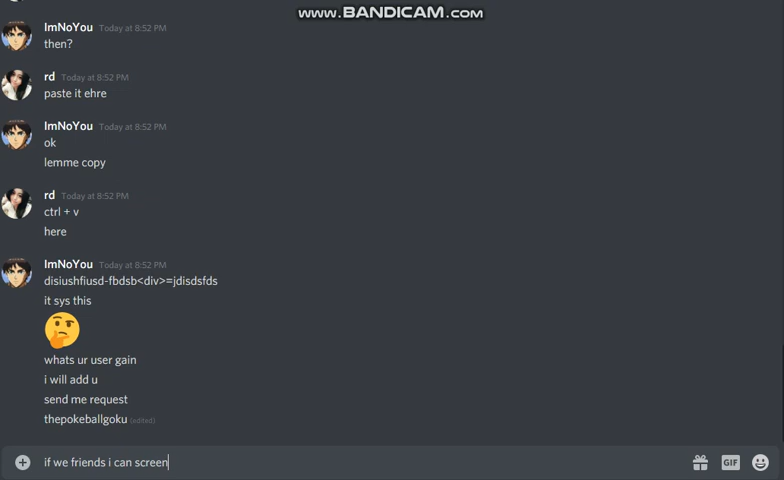 www.BANDICAM.com
ImNoYou Today at 8:52 PM
then?
rd Today at 8:52 PM
paste it ehre
ImNoYou Today at 8:52 PM
ok
lemme copy
rd Today at 8:52 PM
ctrl + v
here
ImNoYou Today at 8:52 PM
disiushfiusd-fbdsb<div>=jdisdsfds
it sys this
whats ur user gain
i will add u
send me request
thepokeballgoku (edited)
if we friends i can screen
GIF